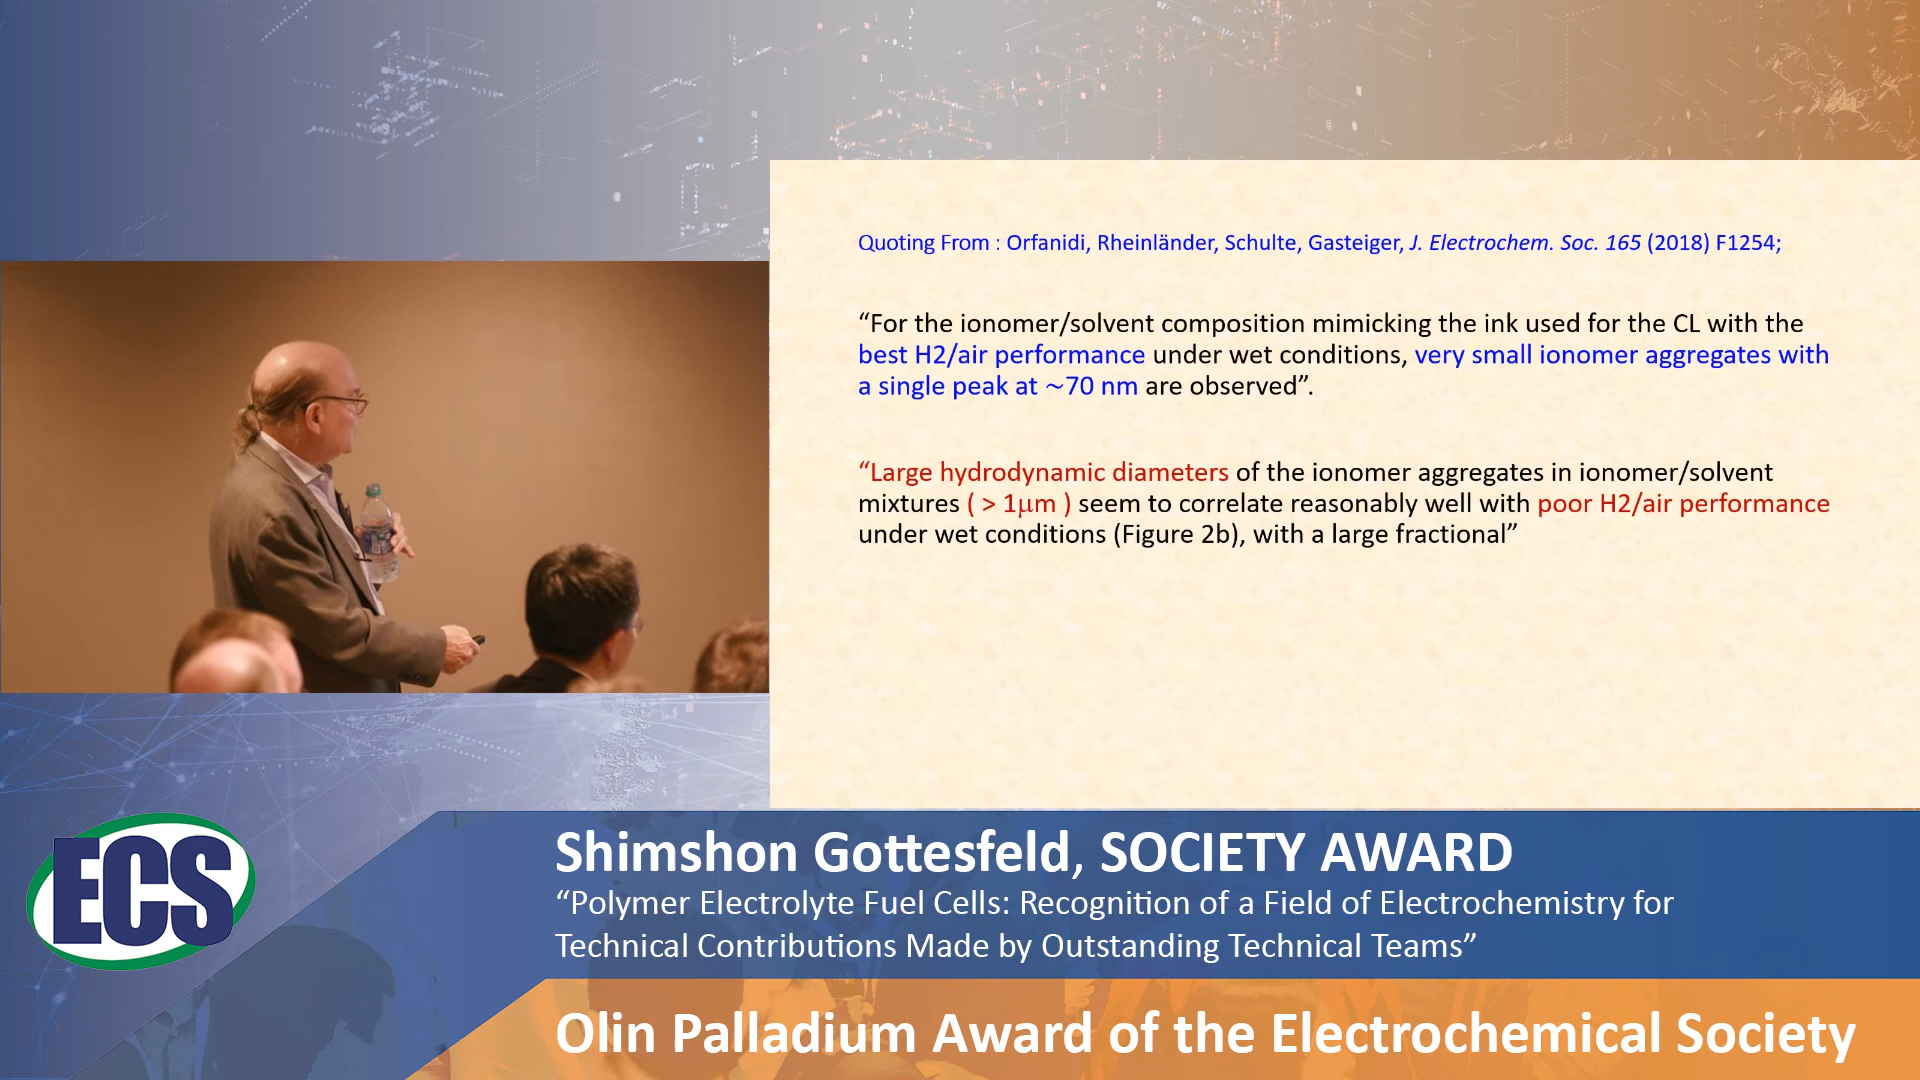 Quoting From : Orfanidi, Rheinländer, Schulte, Gasteiger, J. Electrochem. Soc. 165 (2018) F1254;
“For the ionomer/solvent composition mimicking the ink used for the CL with the
best H2/air performance under wet conditions, very small ionomer aggregates with
a single peak at ~70 nm are observed”.
“Large hydrodynamic diameters of the ionomer aggregates in ionomer/solvent
mixtures ( > 1μm ) seem to correlate reasonably well with poor H2/air performance
under wet conditions (Figure 2b), with a large fractional”
ECS
Shimshon Gottesfeld, SOCIETY AWARD
“Polymer Electrolyte Fuel Cells: Recognition of a Field of Electrochemistry for
Technical Contributions Made by Outstanding Technical Teams”
Olin Palladium Award of the Electrochemical Society